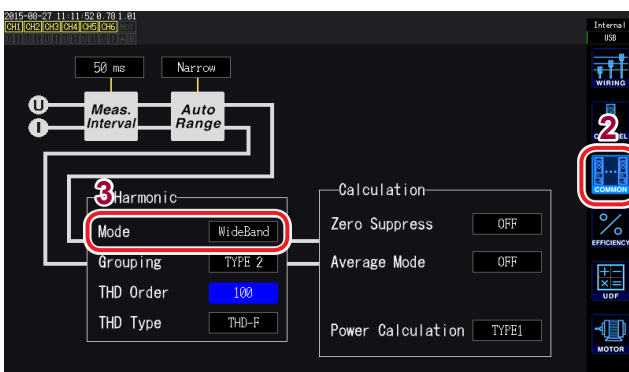 2015-08-27 11:11:52 0.78 1.01
CH1 CH2 CH3 CH4 CH5 CH6 Mot
U I U I U I U I U I U I A B
Internal
USB
50 ms
Narrow
U
I
Meas.
Interval
Auto
Range
WIRING
2
3
COMMON
Harmonic
Mode
WideBand
Grouping
TYPE 2
THD Order
100
THD Type
THD-F
Calculation
Zero Suppress
OFF
Average Mode
OFF
Power Calculation
TYPE1
%
EFFICIENCY
UDF
MOTOR